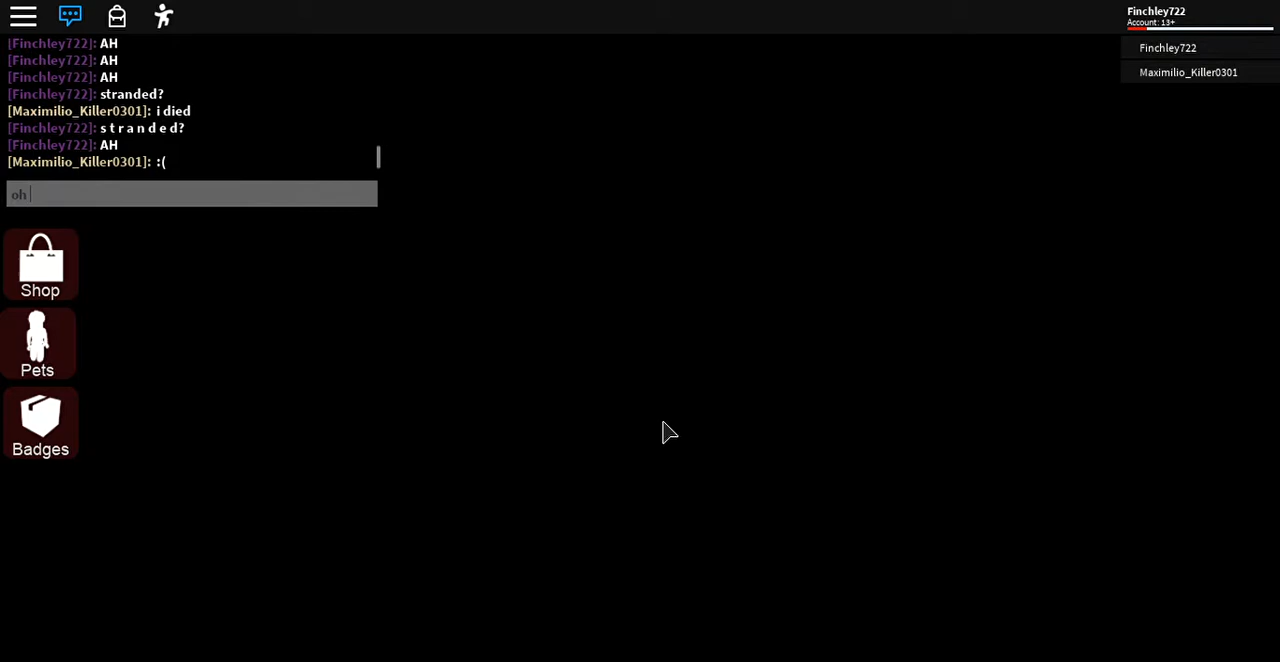 Finchley722
Account: 13+
Finchley722
Maximilio_Killer0301
[Finchley722]: AH
[Finchley722]: AH
[Finchley722]: AH
[Finchley722]: stranded?
[Maximilio_Killer0301]: i died
[Finchley722]: s t r a n d e d?
[Finchley722]: AH
[Maximilio_Killer0301]: :(
oh
Shop
Pets
Badges